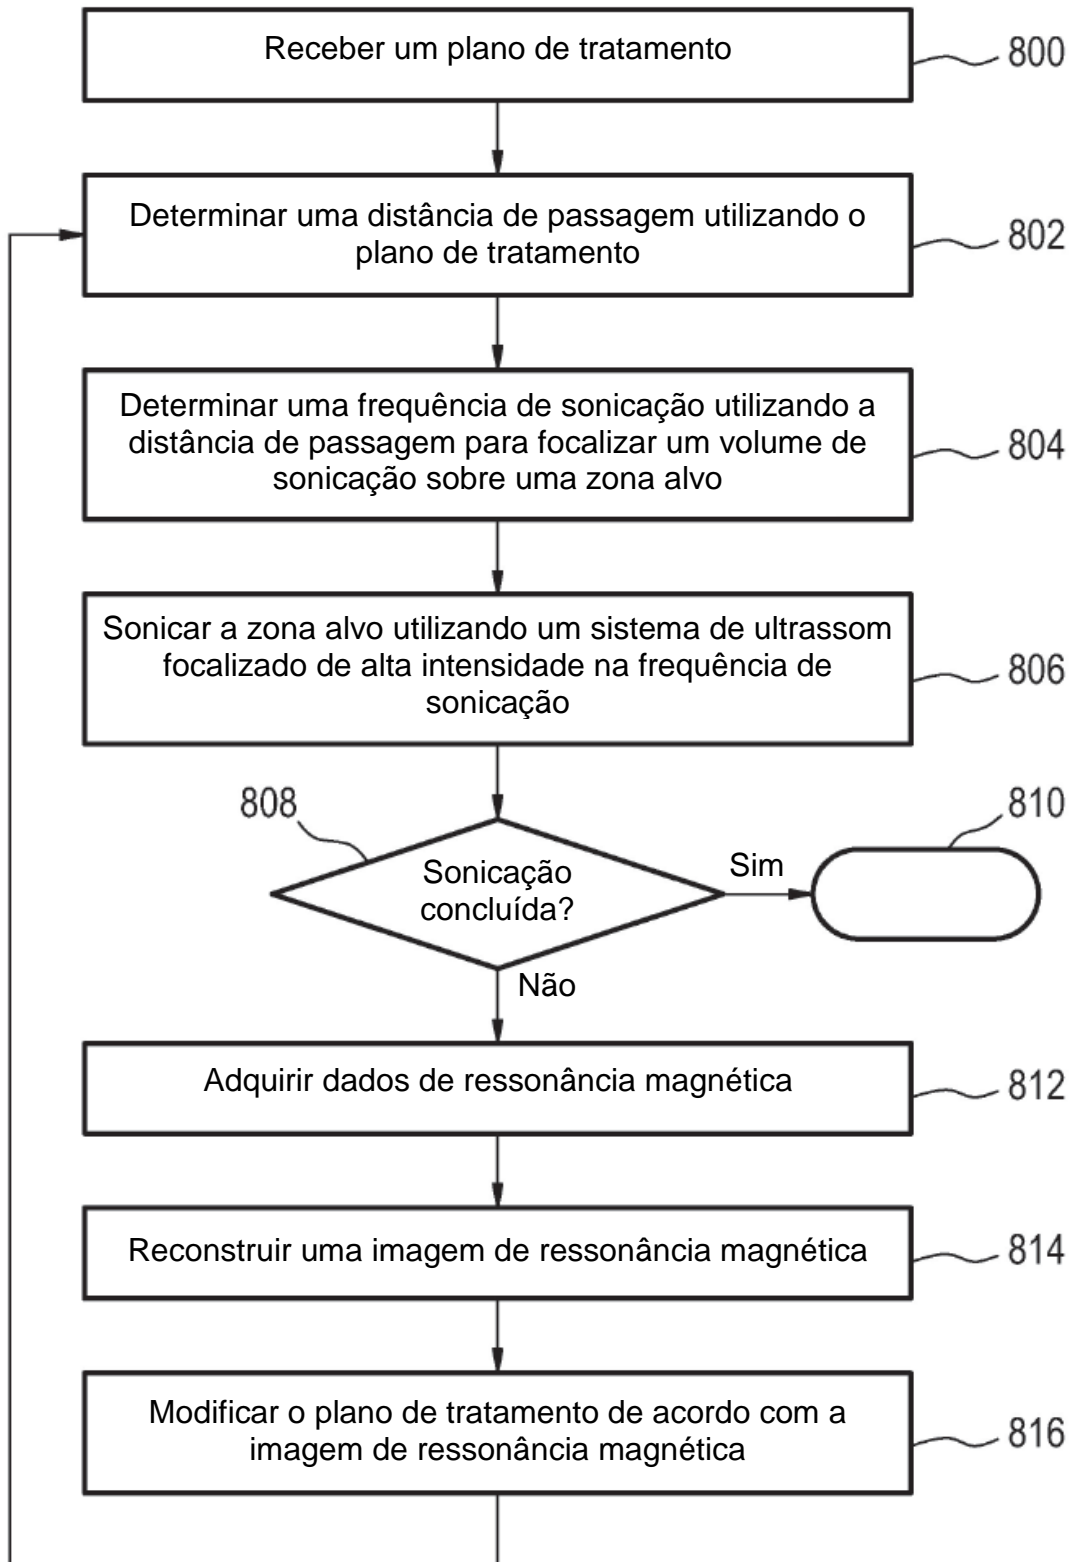 Receber um plano de tratamento
800
Determinar uma distância de passagem utilizando o
plano de tratamento
802
Determinar uma frequência de sonicação utilizando a
distância de passagem para focalizar um volume de
sonicação sobre uma zona alvo
804
Sonicar a zona alvo utilizando um sistema de ultrassom
focalizado de alta intensidade na frequência de
sonicação
806
808
810
Sonicação
concluída?
Sim
Não
Adquirir dados de ressonância magnética
812
Reconstruir uma imagem de ressonância magnética
814
Modificar o plano de tratamento de acordo com a
imagem de ressonância magnética
816